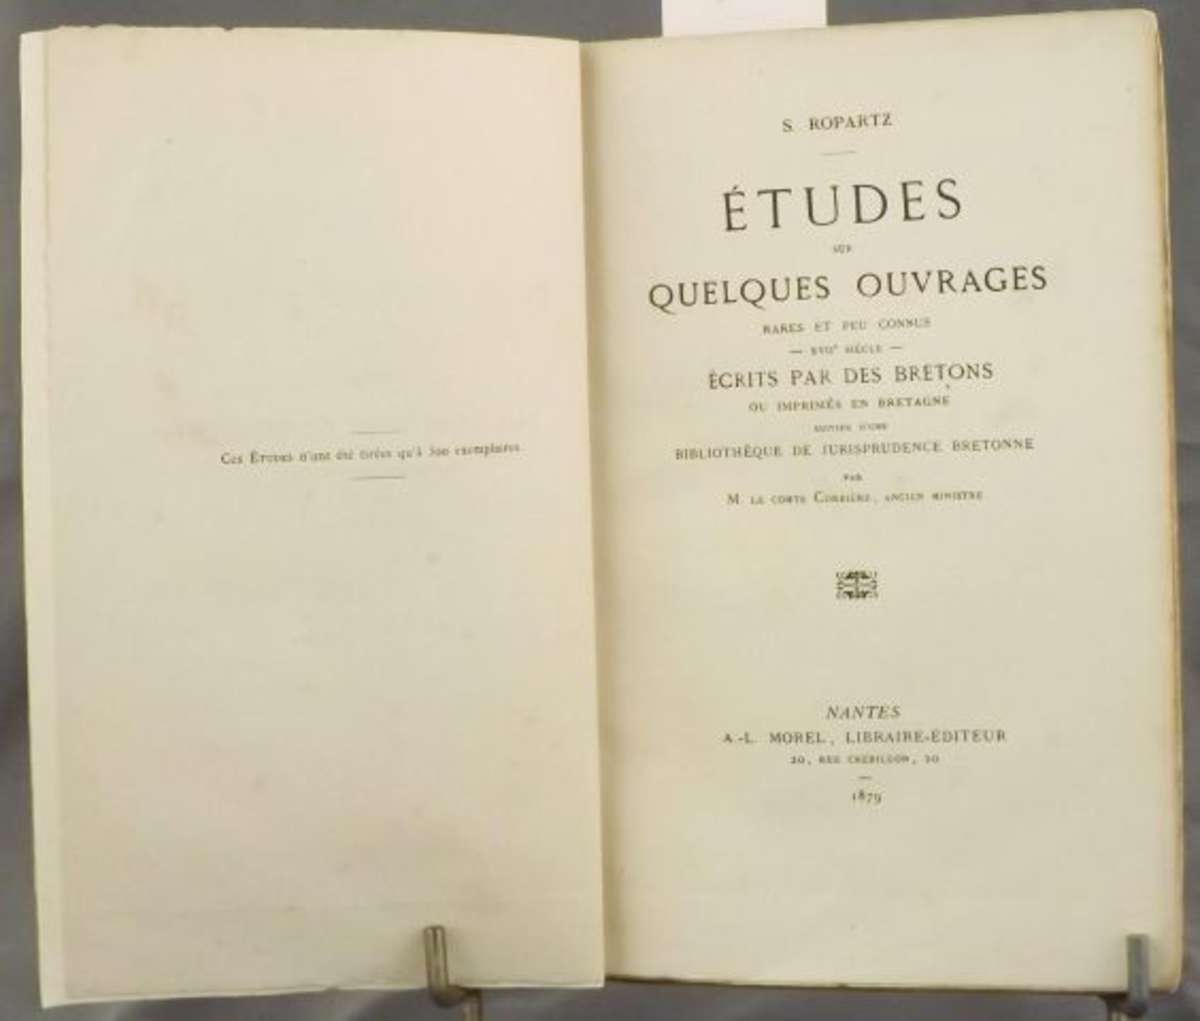 Ces ÉTUDES n'ont été tirées qu'à 300 exemplaires.
S. ROPARTZ
ÉTUDES
SUR
QUELQUES OUVRAGES
RARES ET PEU CONNUS
— XVIIe SIÈCLE —
ÉCRITS PAR DES BRETONS
OU IMPRIMÉS EN BRETAGNE
SUIVIES D'UNE
BIBLIOTHÈQUE DE JURISPRUDENCE BRETONNE
PAR
M LE COMTE CORBIÈRE, ANCIEN MINISTRE
NANTES
A.-L. MOREL, LIBRAIRE-ÉDITEUR
20, RUE CRÉBILLON, 20
1879